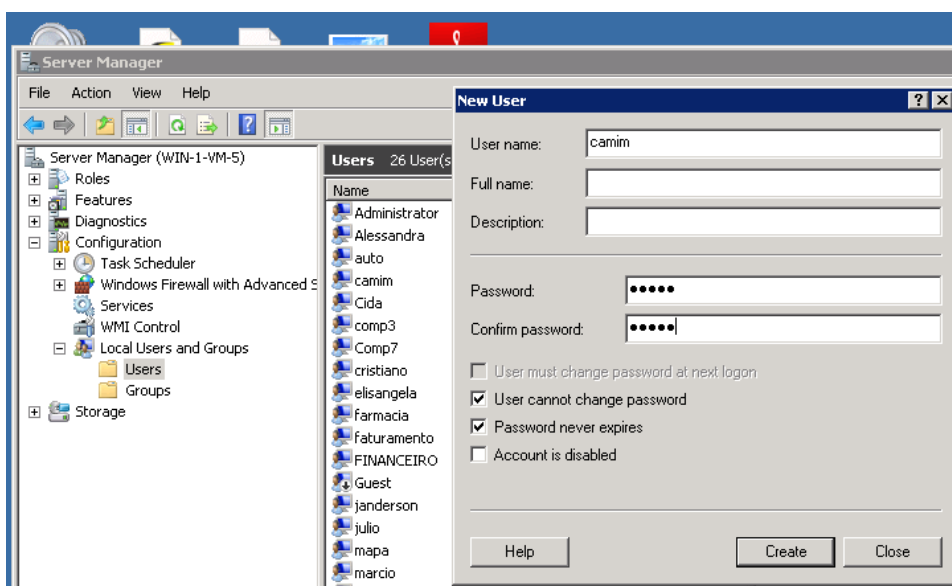 Server Manager
File Action View Help
Server Manager (WIN-1-VM-5)
Roles
Features
Diagnostics
Configuration
Task Scheduler
Windows Firewall with Advanced S
Services
WMI Control
Local Users and Groups
Users
Groups
Storage
Users 26 User(s
Name
Administrator
Alessandra
auto
camim
Cida
comp3
Comp7
cristiano
elisangela
farmacia
faturamento
FINANCEIRO
Guest
janderson
julio
mapa
marcio
New User
User name: camim
Full name:
Description:
Password: ●●●●●
Confirm password: ●●●●●
User must change password at next logon
User cannot change password
Password never expires
Account is disabled
Help Create Close